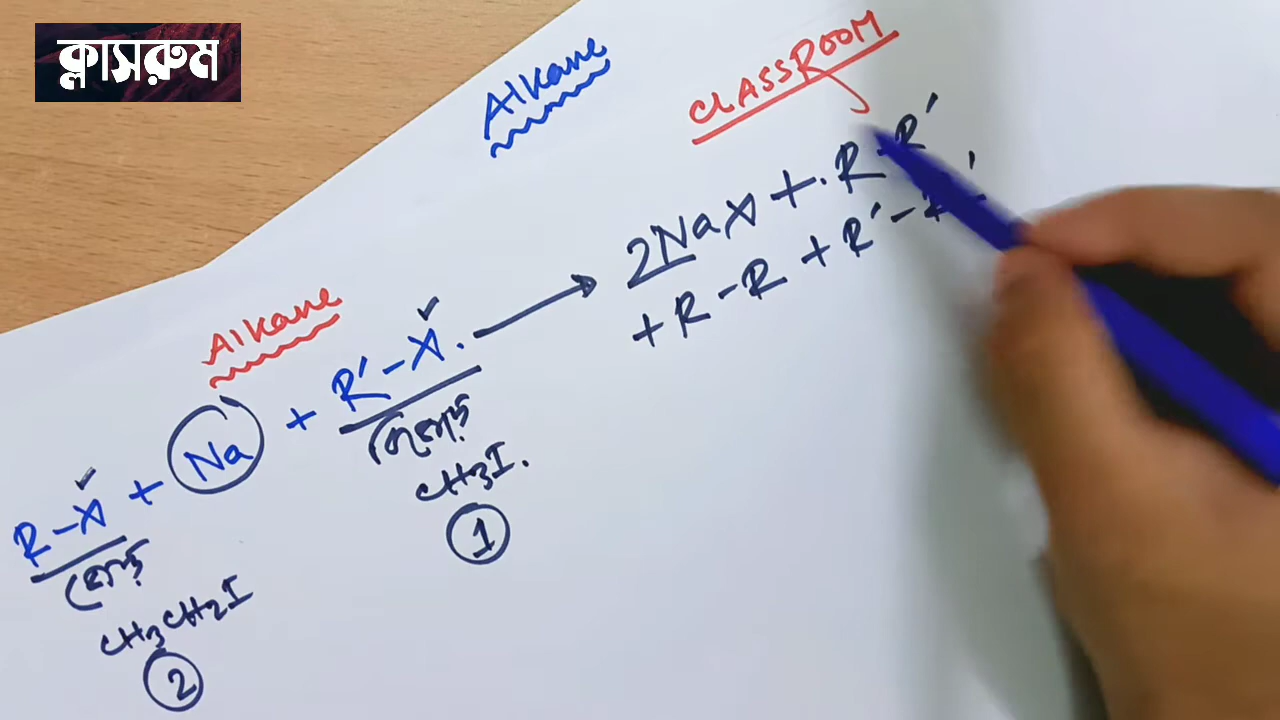 ক্লাসরুম
Alkane
CLASSROOM
Alkane
R-X + Na + R'-X. → 2NaX + R-R'
+ R-R + R'-R'
জোড়
বিজোড়
CH3CH2I
CH3I.
2
1